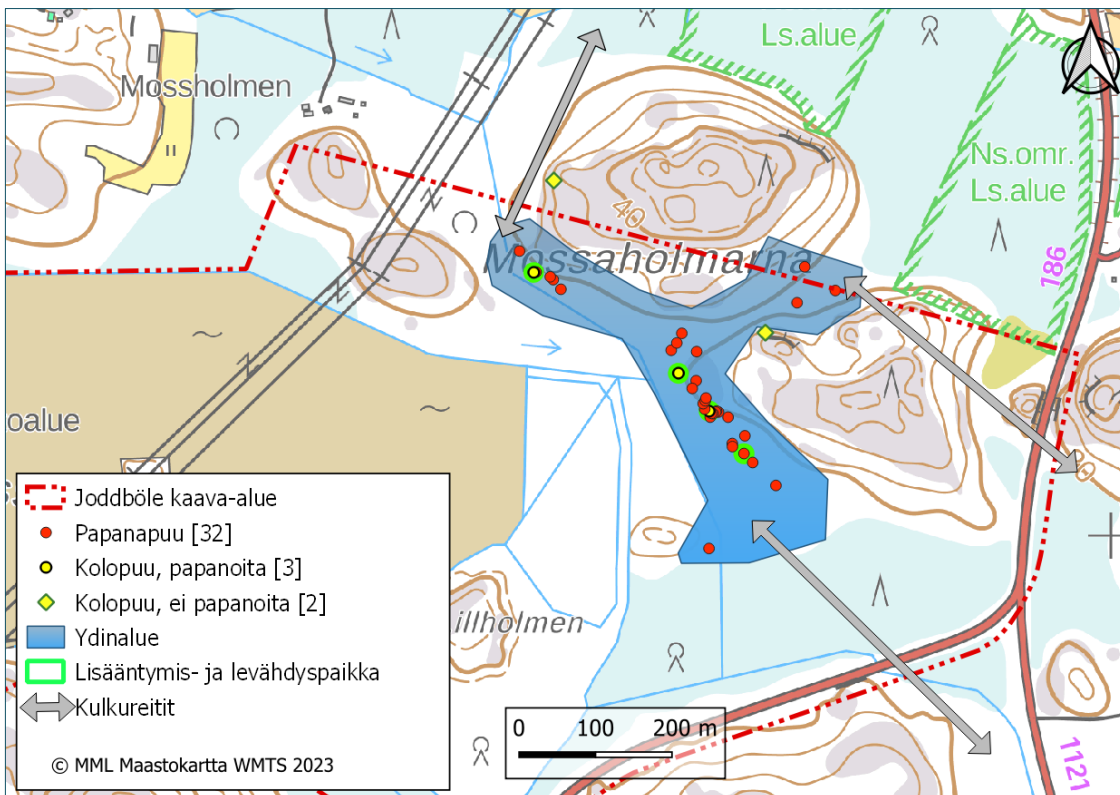 Ls.alue
Mossholmen
Ns.omr.
Ls.alue
40
Mossaholmarna
186
oalue
illholmen
1121
Joddböle kaava-alue
Papanapuu [32]
Kolopuu, papanoita [3]
Kolopuu, ei papanoita [2]
Ydinalue
Lisääntymis- ja levähdyspaikka
Kulkureitit
© MML Maastokartta WMTS 2023
0 100 200 m